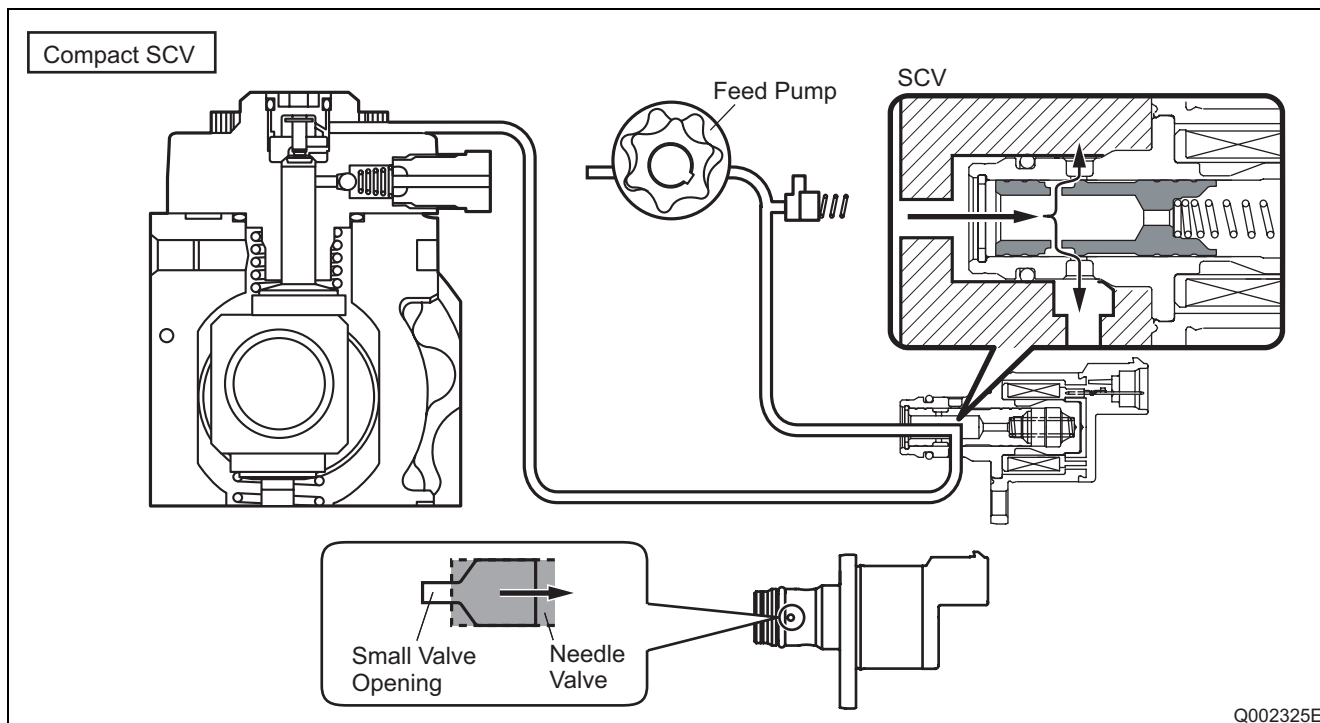 Compact SCV
Feed Pump
SCV
Small Valve
Opening
Needle
Valve
Q002325E